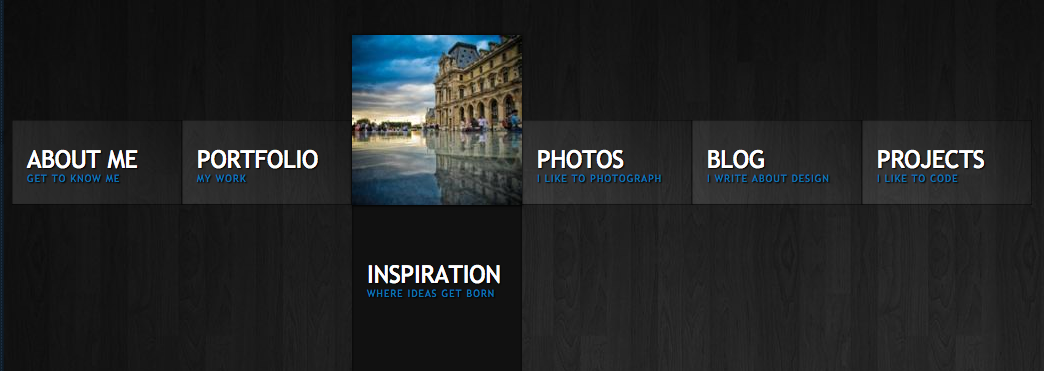 ABOUT ME
GET TO KNOW ME
PORTFOLIO
MY WORK
INSPIRATION
WHERE IDEAS GET BORN
PHOTOS
I LIKE TO PHOTOGRAPH
BLOG
I WRITE ABOUT DESIGN
PROJECTS
I LIKE TO CODE